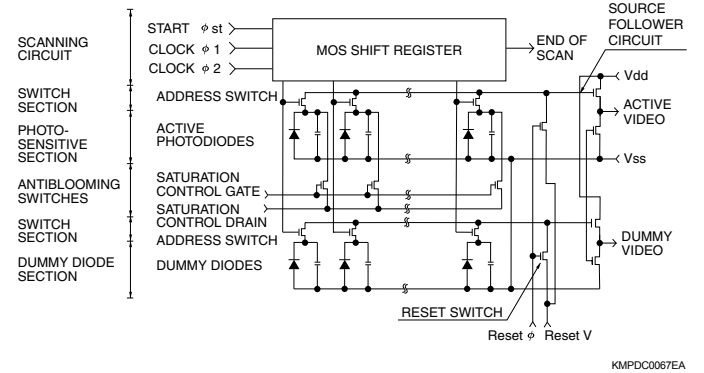 SOURCE
FOLLOWER
CIRCUIT
START φ st
CLOCK φ 1
CLOCK φ 2
MOS SHIFT REGISTER
END OF
SCAN
SCANNING
CIRCUIT
Vdd
SWITCH
SECTION
ADDRESS SWITCH
ACTIVE
VIDEO
PHOTO-
SENSITIVE
SECTION
ACTIVE
PHOTODIODES
Vss
ANTIBLOOMING
SWITCHES
SATURATION
CONTROL GATE
SATURATION
CONTROL DRAIN
SWITCH
SECTION
ADDRESS SWITCH
DUMMY
VIDEO
DUMMY DIODE
SECTION
DUMMY DIODES
RESET SWITCH
Reset φ
Reset V
KMPDC0067EA